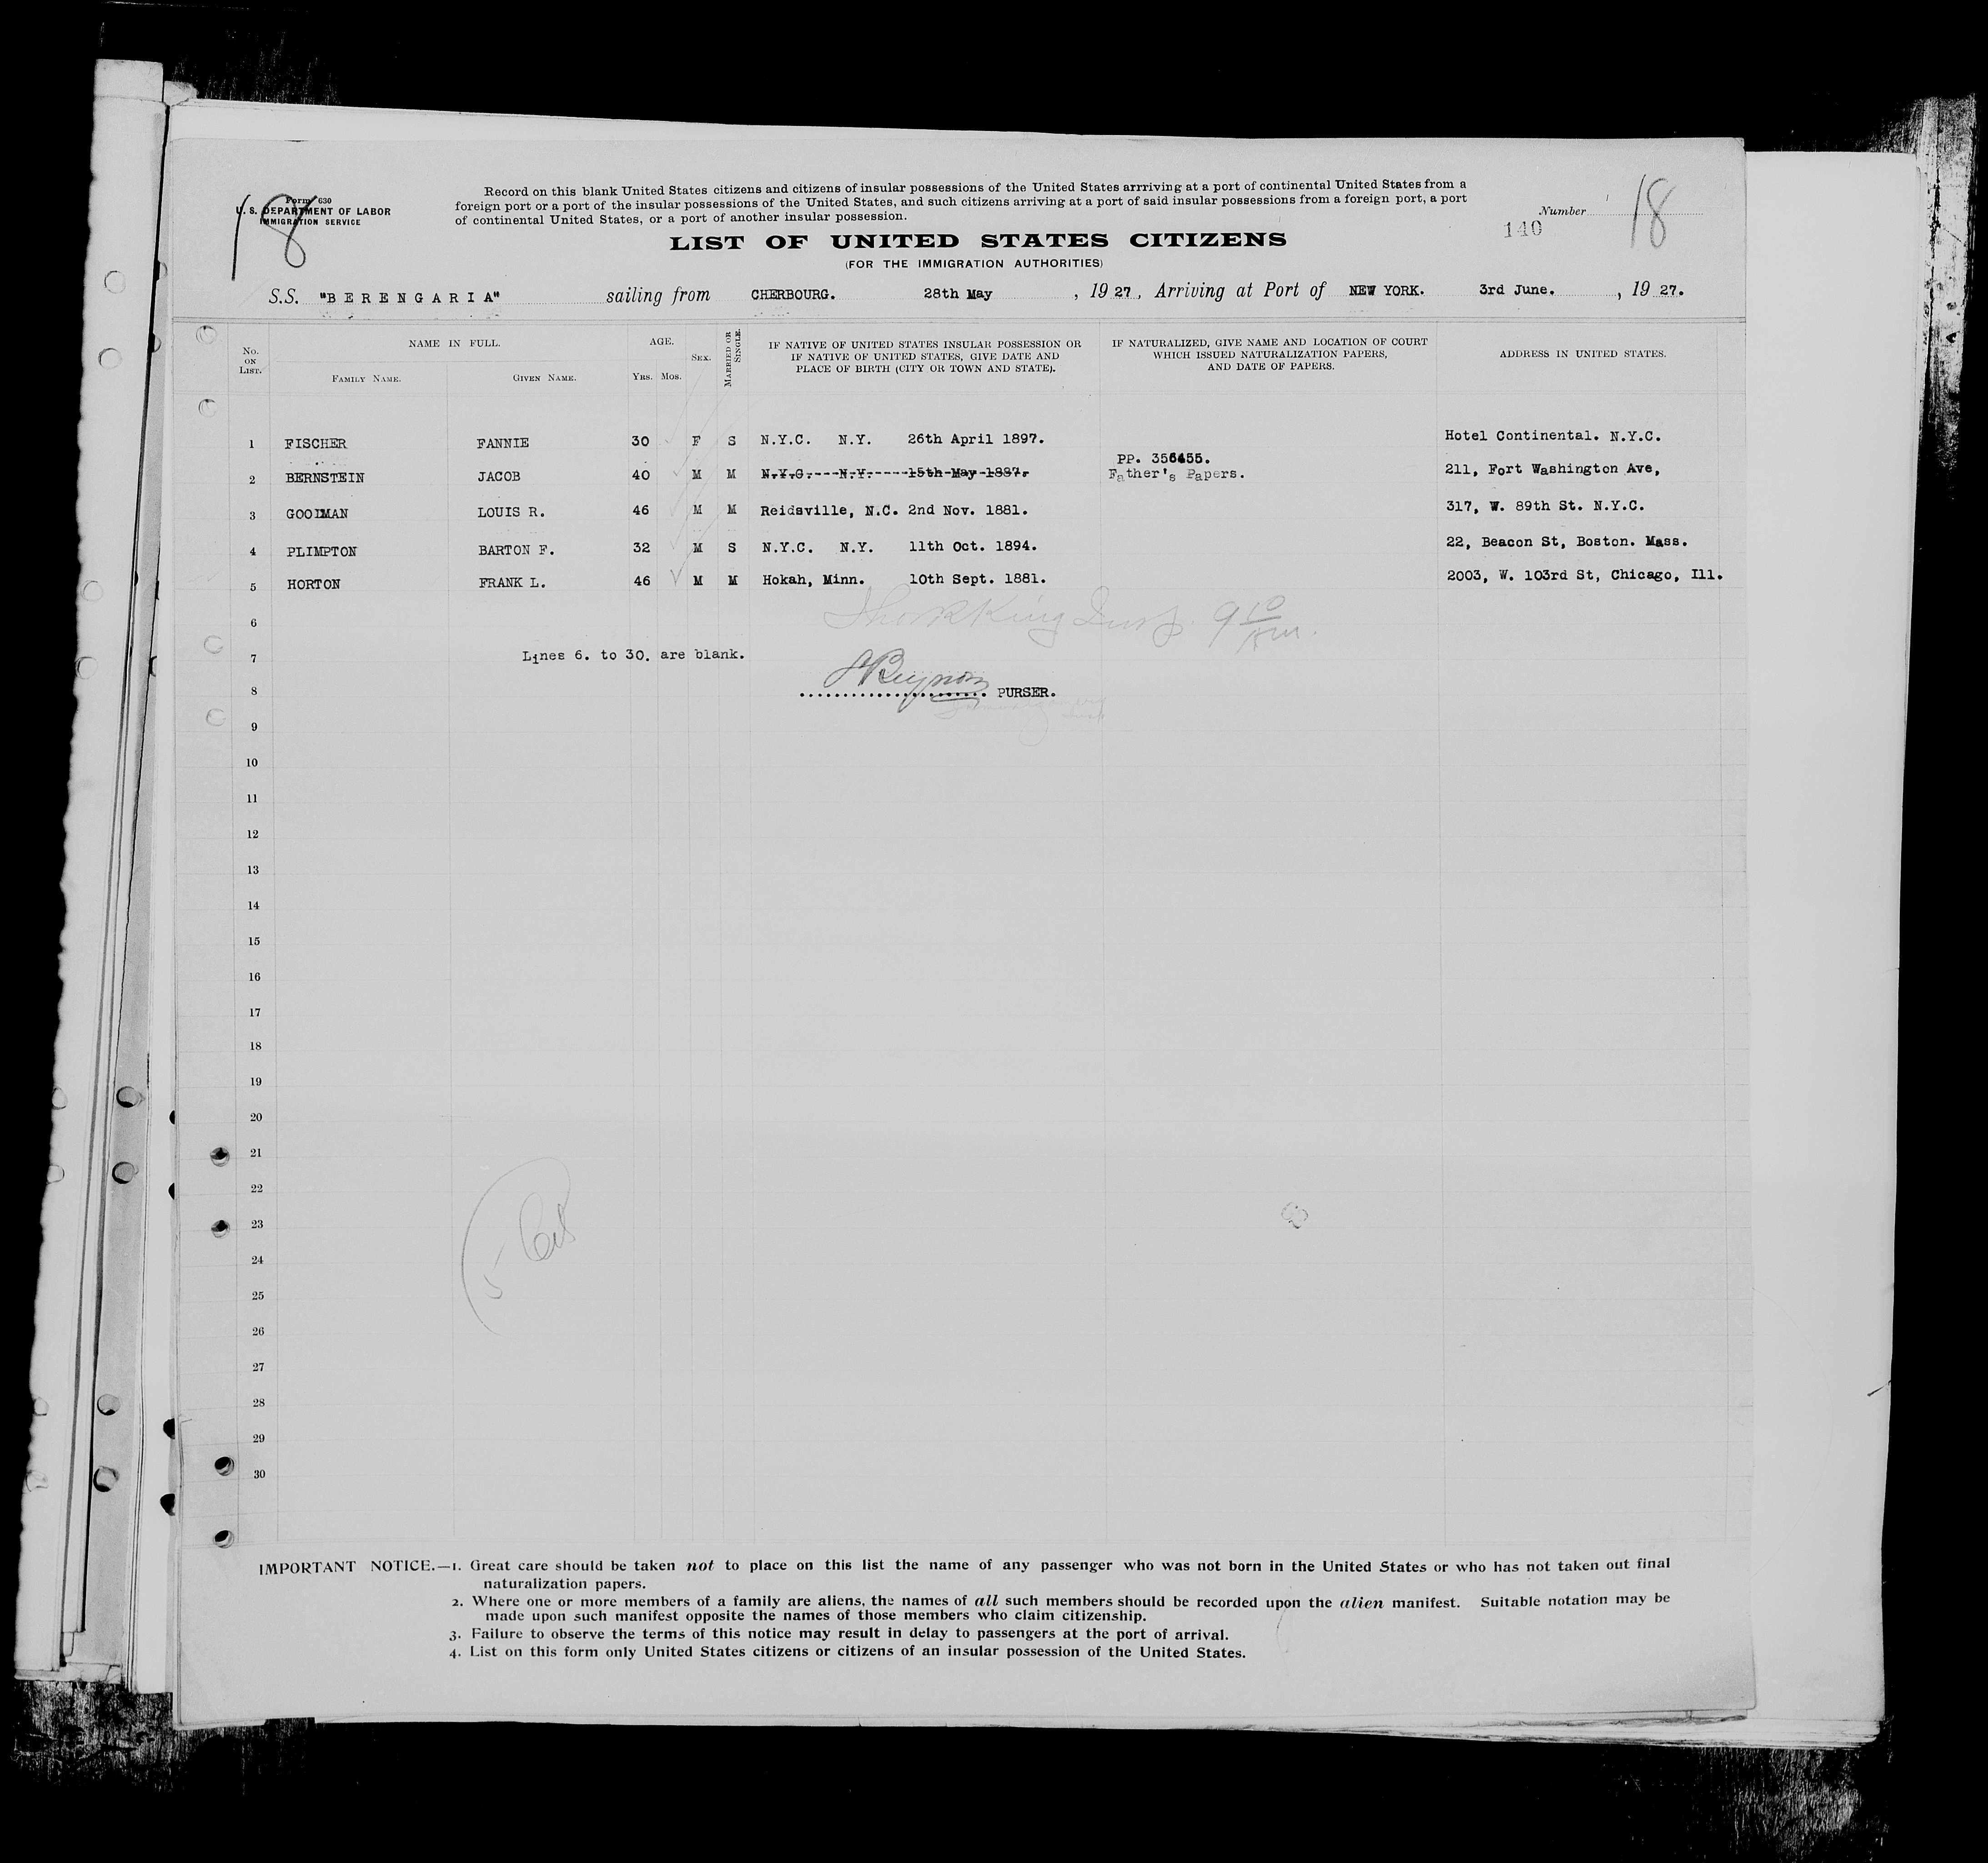 18
Form 630
U. S. DEPARTMENT OF LABOR
IMMIGRATION SERVICE
Record on this blank United States citizens and citizens of insular possessions of the United States arrriving at a port of continental United States from a
foreign port or a port of the insular possessions of the United States, and such citizens arriving at a port of said insular possessions from a foreign port, a port
of continental United States, or a port of another insular possession.
Number 18
140
LIST OF UNITED STATES CITIZENS
(FOR THE IMMIGRATION AUTHORITIES)
S.S. "BERENGARIA" sailing from CHERBOURG. 28th May, 1927, Arriving at Port of NEW YORK. 3rd June., 1927.
No. ON LIST. NAME IN FULL. FAMILY NAME. GIVEN NAME. AGE. YRS. MOS. SEX. MARRIED OR SINGLE. IF NATIVE OF UNITED STATES INSULAR POSSESSION OR IF NATIVE OF UNITED STATES, GIVE DATE AND PLACE OF BIRTH (CITY OR TOWN AND STATE). IF NATURALIZED, GIVE NAME AND LOCATION OF COURT WHICH ISSUED NATURALIZATION PAPERS, AND DATE OF PAPERS. ADDRESS IN UNITED STATES.
1 FISCHER FANNIE 30 F S N.Y.C. N.Y. 26th April 1897. Hotel Continental. N.Y.C.
2 BERNSTEIN JACOB 40 M M N.Y.C. N.Y. 15th May 1887. PP. 356455. Father's Papers. 211, Fort Washington Ave,
3 GOODMAN LOUIS R. 46 M M Reidsville, N.C. 2nd Nov. 1881. 317, W. 89th St. N.Y.C.
4 PLIMPTON BARTON F. 32 M S N.Y.C. N.Y. 11th Oct. 1894. 22, Beacon St, Boston. Mass.
5 HORTON FRANK L. 46 M M Hokah, Minn. 10th Sept. 1881. 2003, W. 103rd St, Chicago, Ill.
6
7 Lines 6. to 30. are blank.
8 PURSER.
9
10
11
12
13
14
15
16
17
18
19
20
21
22
23
24
25
26
27
28
29
30
IMPORTANT NOTICE.—1. Great care should be taken not to place on this list the name of any passenger who was not born in the United States or who has not taken out final
naturalization papers.
2. Where one or more members of a family are aliens, the names of all such members should be recorded upon the alien manifest. Suitable notation may be
made upon such manifest opposite the names of those members who claim citizenship.
3. Failure to observe the terms of this notice may result in delay to passengers at the port of arrival.
4. List on this form only United States citizens or citizens of an insular possession of the United States.